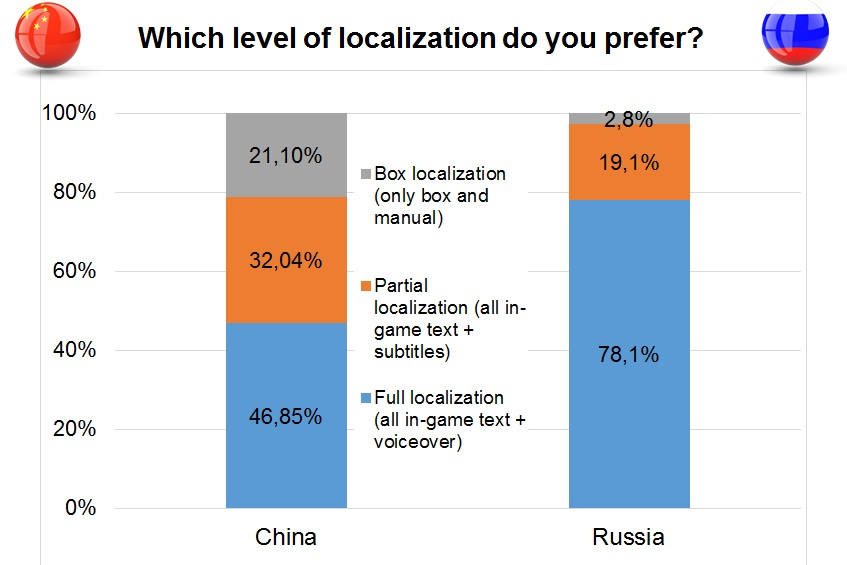 Which level of localization do you prefer?
100%
80%
60%
40%
20%
0%
21,10%
32,04%
46,85%
Box localization
(only box and
manual)
Partial
localization (all in-
game text +
subtitles)
Full localization
(all in-game text +
voiceover)
2,8%
19,1%
78,1%
China
Russia